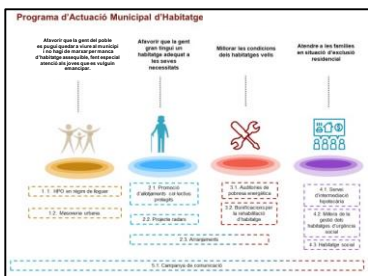 Programa d'Actuació Municipal d'Habitatge
Afavorir que la gent del poble
es pugui quedar a viure al municipi
i no hagi de marxar per manca
d'habitatge assequible, fent especial
atenció als joves que es vulguin
emancipar.
Afavorir que la gent
gran tingui un
habitatge adequat a
les seves
necessitats
Millorar les condicions
dels habitatges vells
Atendre a les famílies
en situació d'exclusió
residencial
1.1. HPO en règim de lloguer
1.2. Masoveria urbana
2.1. Promoció
d'allotjaments col·lectius
protegits
2.2. Projecte radars
2.3. Arranjaments
3.1. Auditories de
pobresa energètica
3.2. Bonificacions per
la rehabilitació
d'habitatge
4.1. Servei
d'intermediació
hipotecària
4.2. Millora de la
gestió dels
habitatges d'urgència
social
4.3. Habitatge social
5.1. Campanya de comunicació